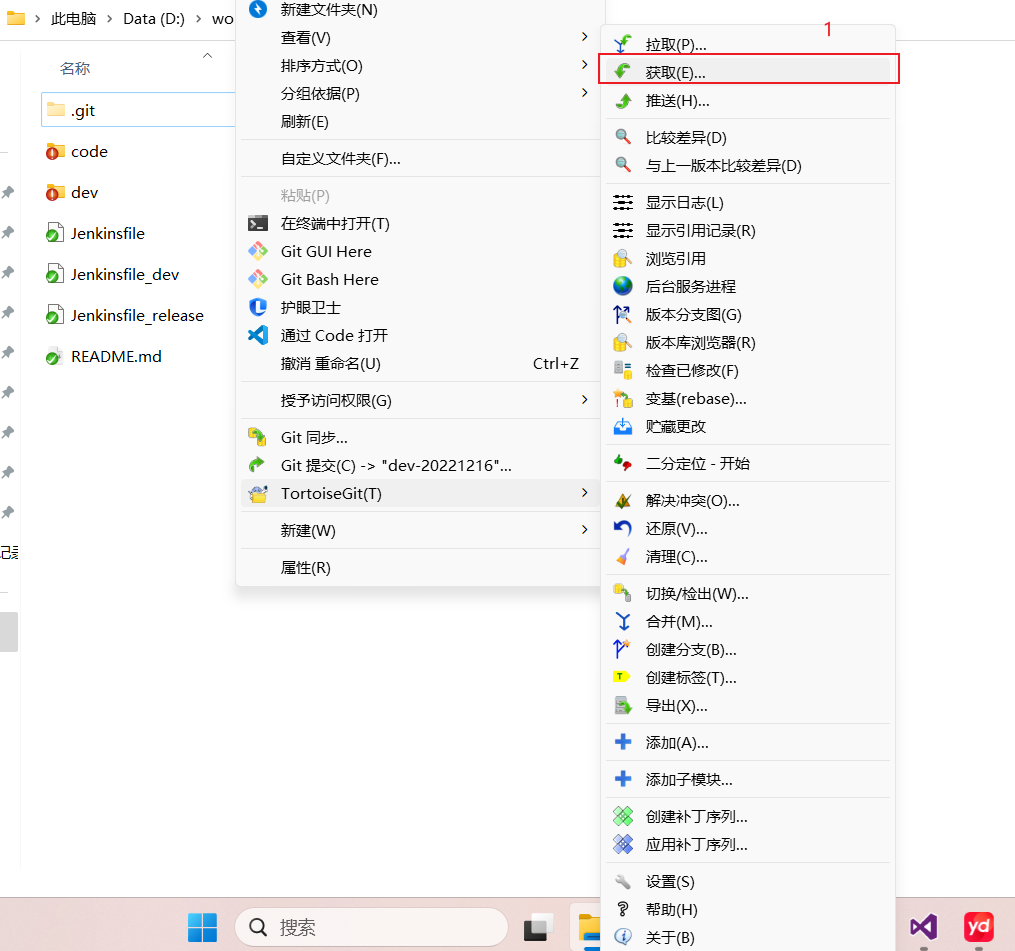 此电脑 > Data (D:) > wo
名称
.git
code
dev
Jenkinsfile
Jenkinsfile_dev
Jenkinsfile_release
README.md
新建文件夹(N)
查看(V)
排序方式(O)
分组依据(P)
刷新(E)
自定义文件夹(F)...
粘贴(P)
在终端中打开(T)
Git GUI Here
Git Bash Here
护眼卫士
通过 Code 打开
撤消 重命名(U) Ctrl+Z
授予访问权限(G)
Git 同步...
Git 提交(C) -> "dev-20221216"...
TortoiseGit(T)
新建(W)
属性(R)
1
拉取(P)...
获取(E)...
推送(H)...
比较差异(D)
与上一版本比较差异(D)
显示日志(L)
显示引用记录(R)
浏览引用
后台服务进程
版本分支图(G)
版本库浏览器(R)
检查已修改(F)
变基(rebase)...
贮藏更改
二分定位 - 开始
解决冲突(O)...
还原(V)...
清理(C)...
切换/检出(W)...
合并(M)...
创建分支(B)...
创建标签(T)...
导出(X)...
添加(A)...
添加子模块...
创建补丁序列...
应用补丁序列...
设置(S)
帮助(H)
关于(B)
搜索
yd